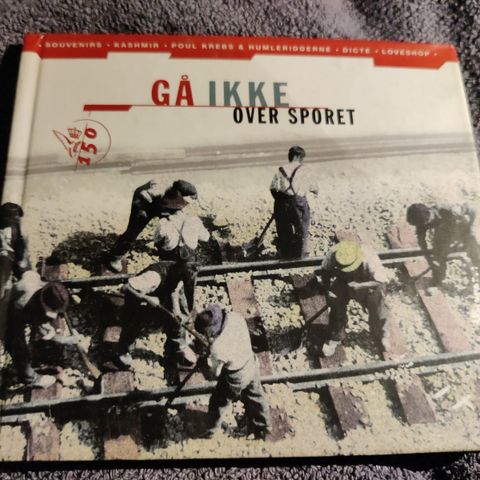 • SOUVENIRS • KASHMIR • POUL KREBS & HUMLERIDDERNE • DICTE • LOVESHOP •
GÅ IKKE
OVER SPORET
150